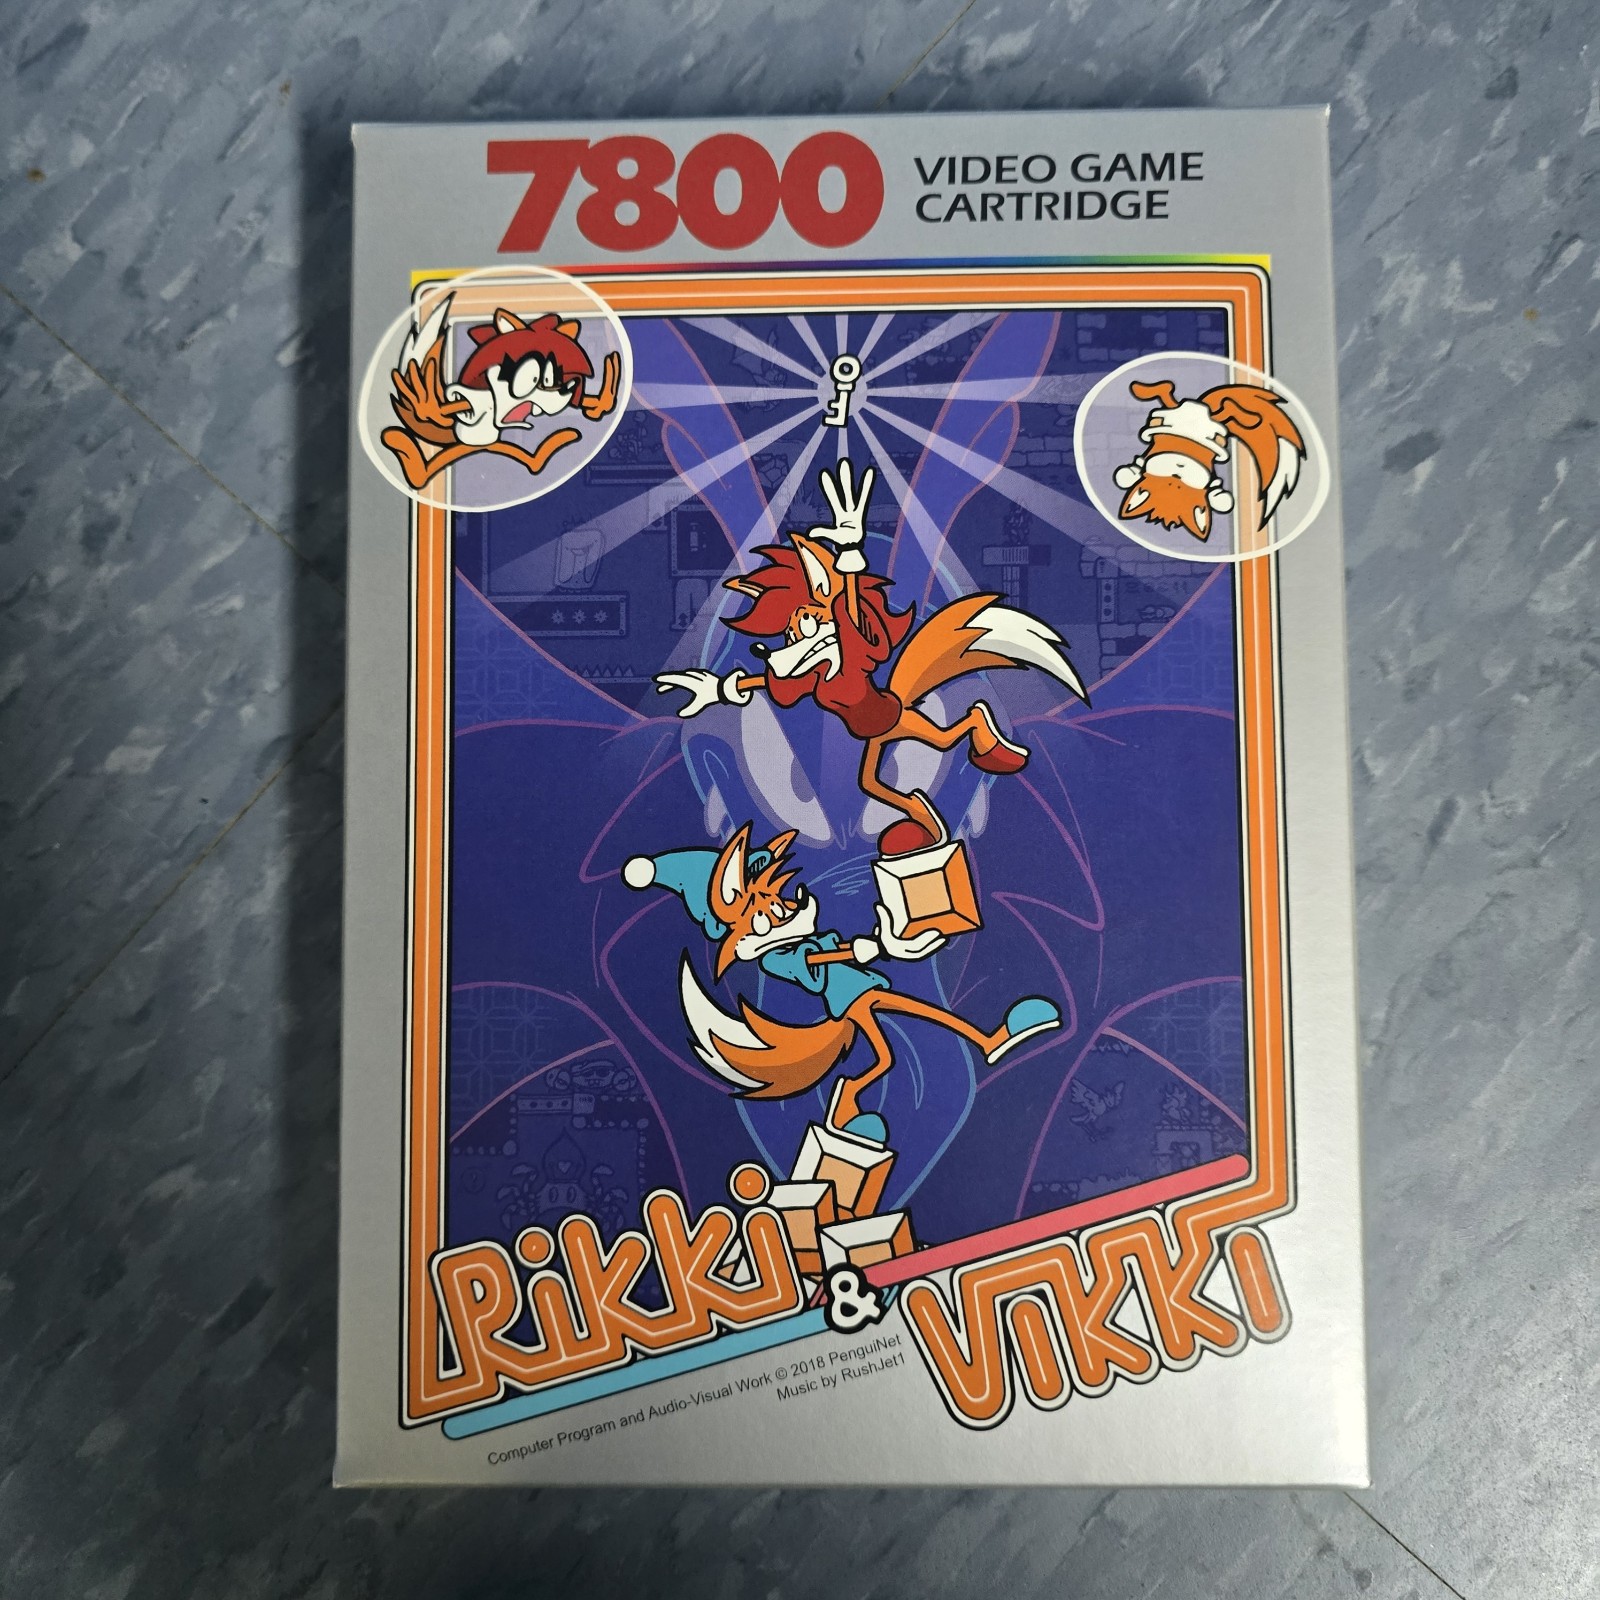 7800
VIDEO GAME
CARTRIDGE
Rikki
&
Vikki
Computer Program and Audio-Visual Work © 2018 PenguiNet
Music by RushJet1